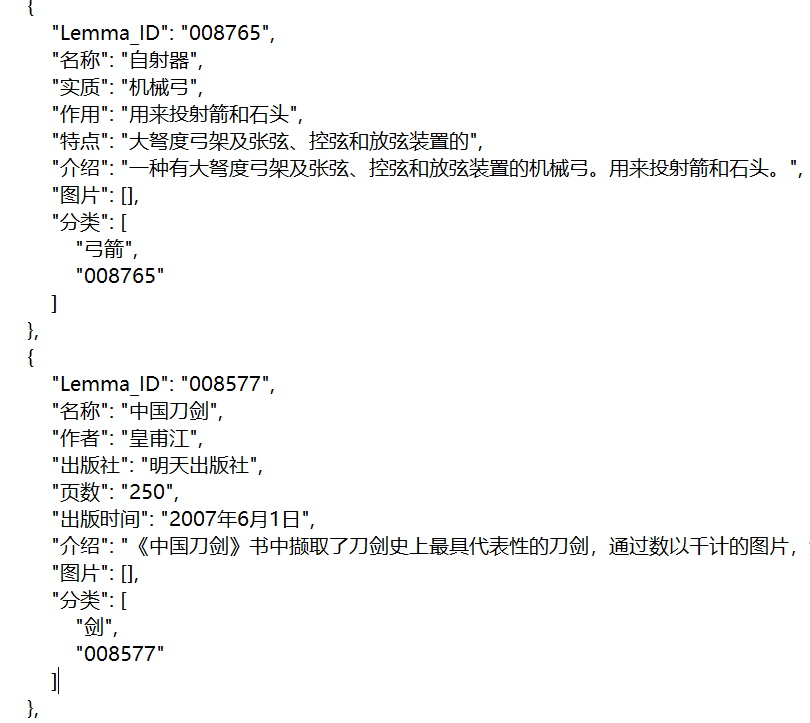 {
"Lemma_ID": "008765",
"名称": "自射器",
"实质": "机械弓",
"作用": "用来投射箭和石头",
"特点": "大弩度弓架及张弦、控弦和放弦装置的",
"介绍": "一种有大弩度弓架及张弦、控弦和放弦装置的机械弓。用来投射箭和石头。",
"图片": [],
"分类": [
"弓箭",
"008765"
]
},
{
"Lemma_ID": "008577",
"名称": "中国刀剑",
"作者": "皇甫江",
"出版社": "明天出版社",
"页数": "250",
"出版时间": "2007年6月1日",
"介绍": "《中国刀剑》书中撷取了刀剑史上最具代表性的刀剑，通过数以千计的图片，
"图片": [],
"分类": [
"剑",
"008577"
]
},